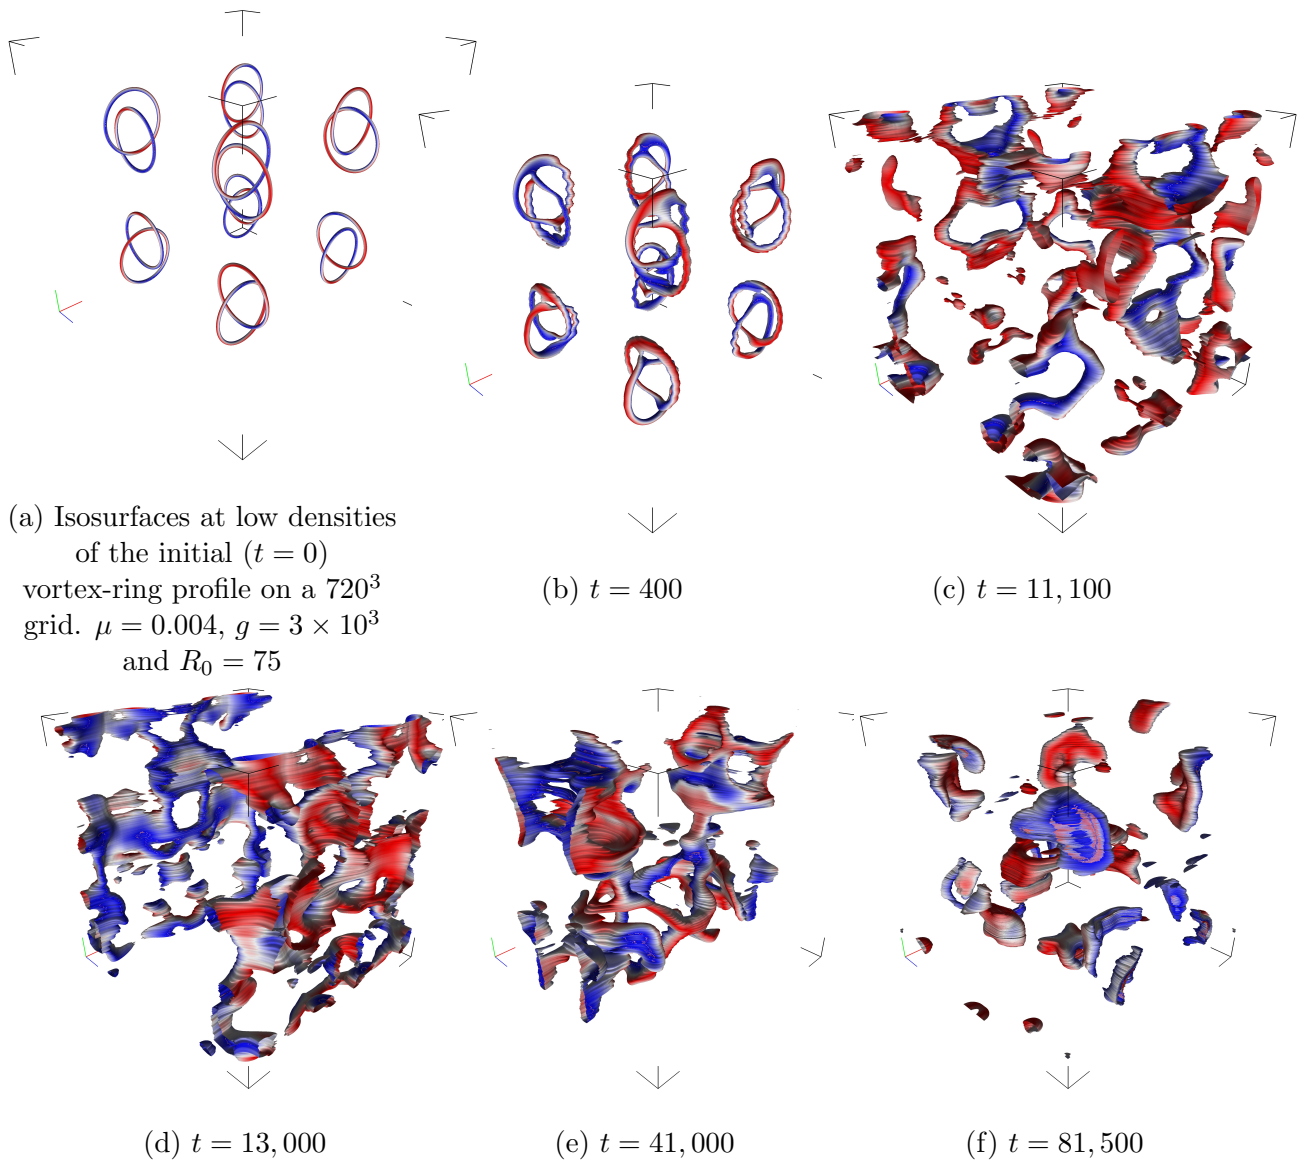 (a) Isosurfaces at low densities
of the initial (t = 0)
vortex-ring profile on a 720³
grid. μ = 0.004, g = 3 × 10³
and R₀ = 75
(b) t = 400
(c) t = 11, 100
(d) t = 13, 000
(e) t = 41, 000
(f) t = 81, 500